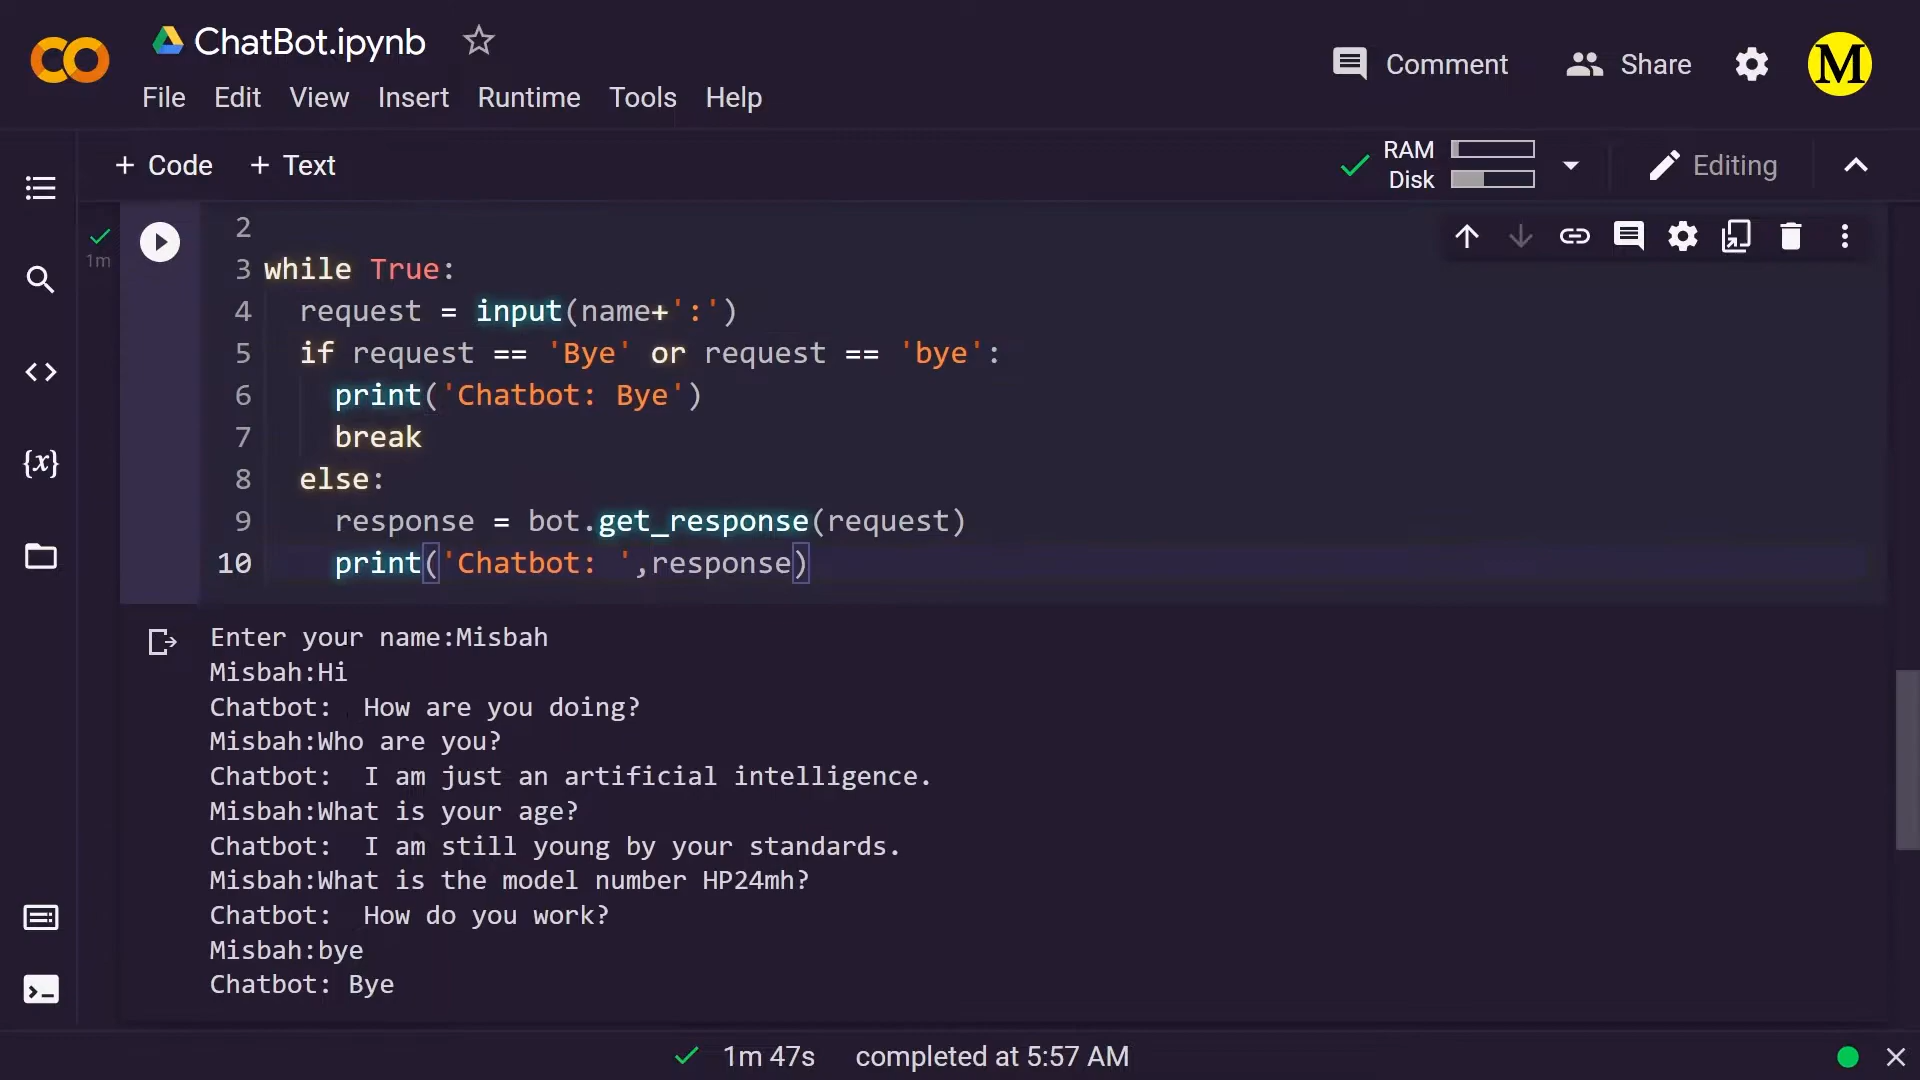 ChatBot.ipynb
File Edit View Insert Runtime Tools Help
Comment Share M
+ Code + Text
RAM
Disk
Editing
1m
2
3 while True:
4 request = input(name+':')
5 if request == 'Bye' or request == 'bye':
6 print('Chatbot: Bye')
7 break
8 else:
9 response = bot.get_response(request)
10 print('Chatbot: ',response)
Enter your name:Misbah
Misbah:Hi
Chatbot:  How are you doing?
Misbah:Who are you?
Chatbot:  I am just an artificial intelligence.
Misbah:What is your age?
Chatbot:  I am still young by your standards.
Misbah:What is the model number HP24mh?
Chatbot:  How do you work?
Misbah:bye
Chatbot: Bye
1m 47s completed at 5:57 AM